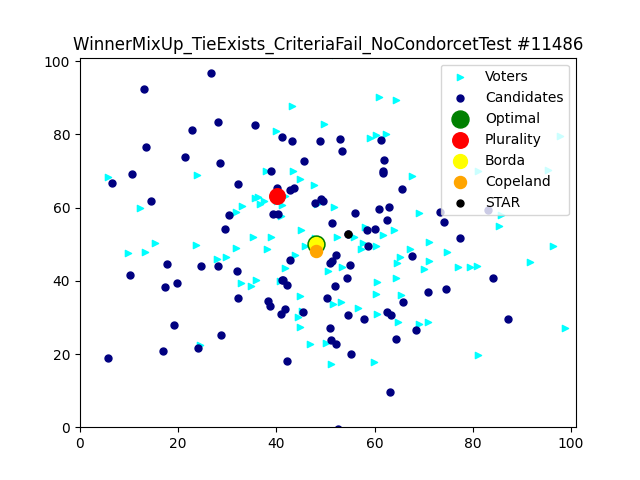 WinnerMixUp_TieExists_CriteriaFail_NoCondorcetTest #11486
Voters
Candidates
Optimal
Plurality
Borda
Copeland
STAR
100
80
60
40
20
0
0 20 40 60 80 100